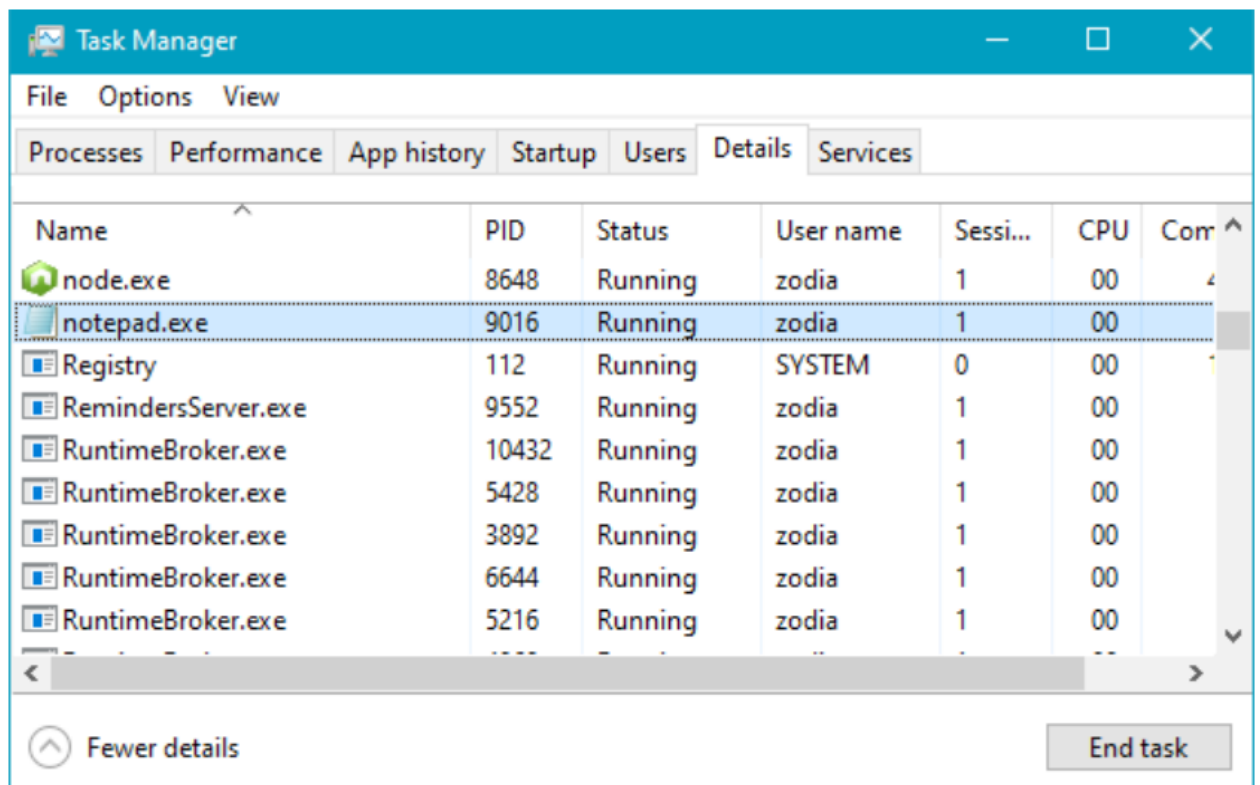 Task Manager
File Options View
Processes Performance App history Startup Users Details Services
Name PID Status User name Sessi... CPU Com
node.exe 8648 Running zodia 1 00
notepad.exe 9016 Running zodia 1 00
Registry 112 Running SYSTEM 0 00
RemindersServer.exe 9552 Running zodia 1 00
RuntimeBroker.exe 10432 Running zodia 1 00
RuntimeBroker.exe 5428 Running zodia 1 00
RuntimeBroker.exe 3892 Running zodia 1 00
RuntimeBroker.exe 6644 Running zodia 1 00
RuntimeBroker.exe 5216 Running zodia 1 00
Fewer details End task